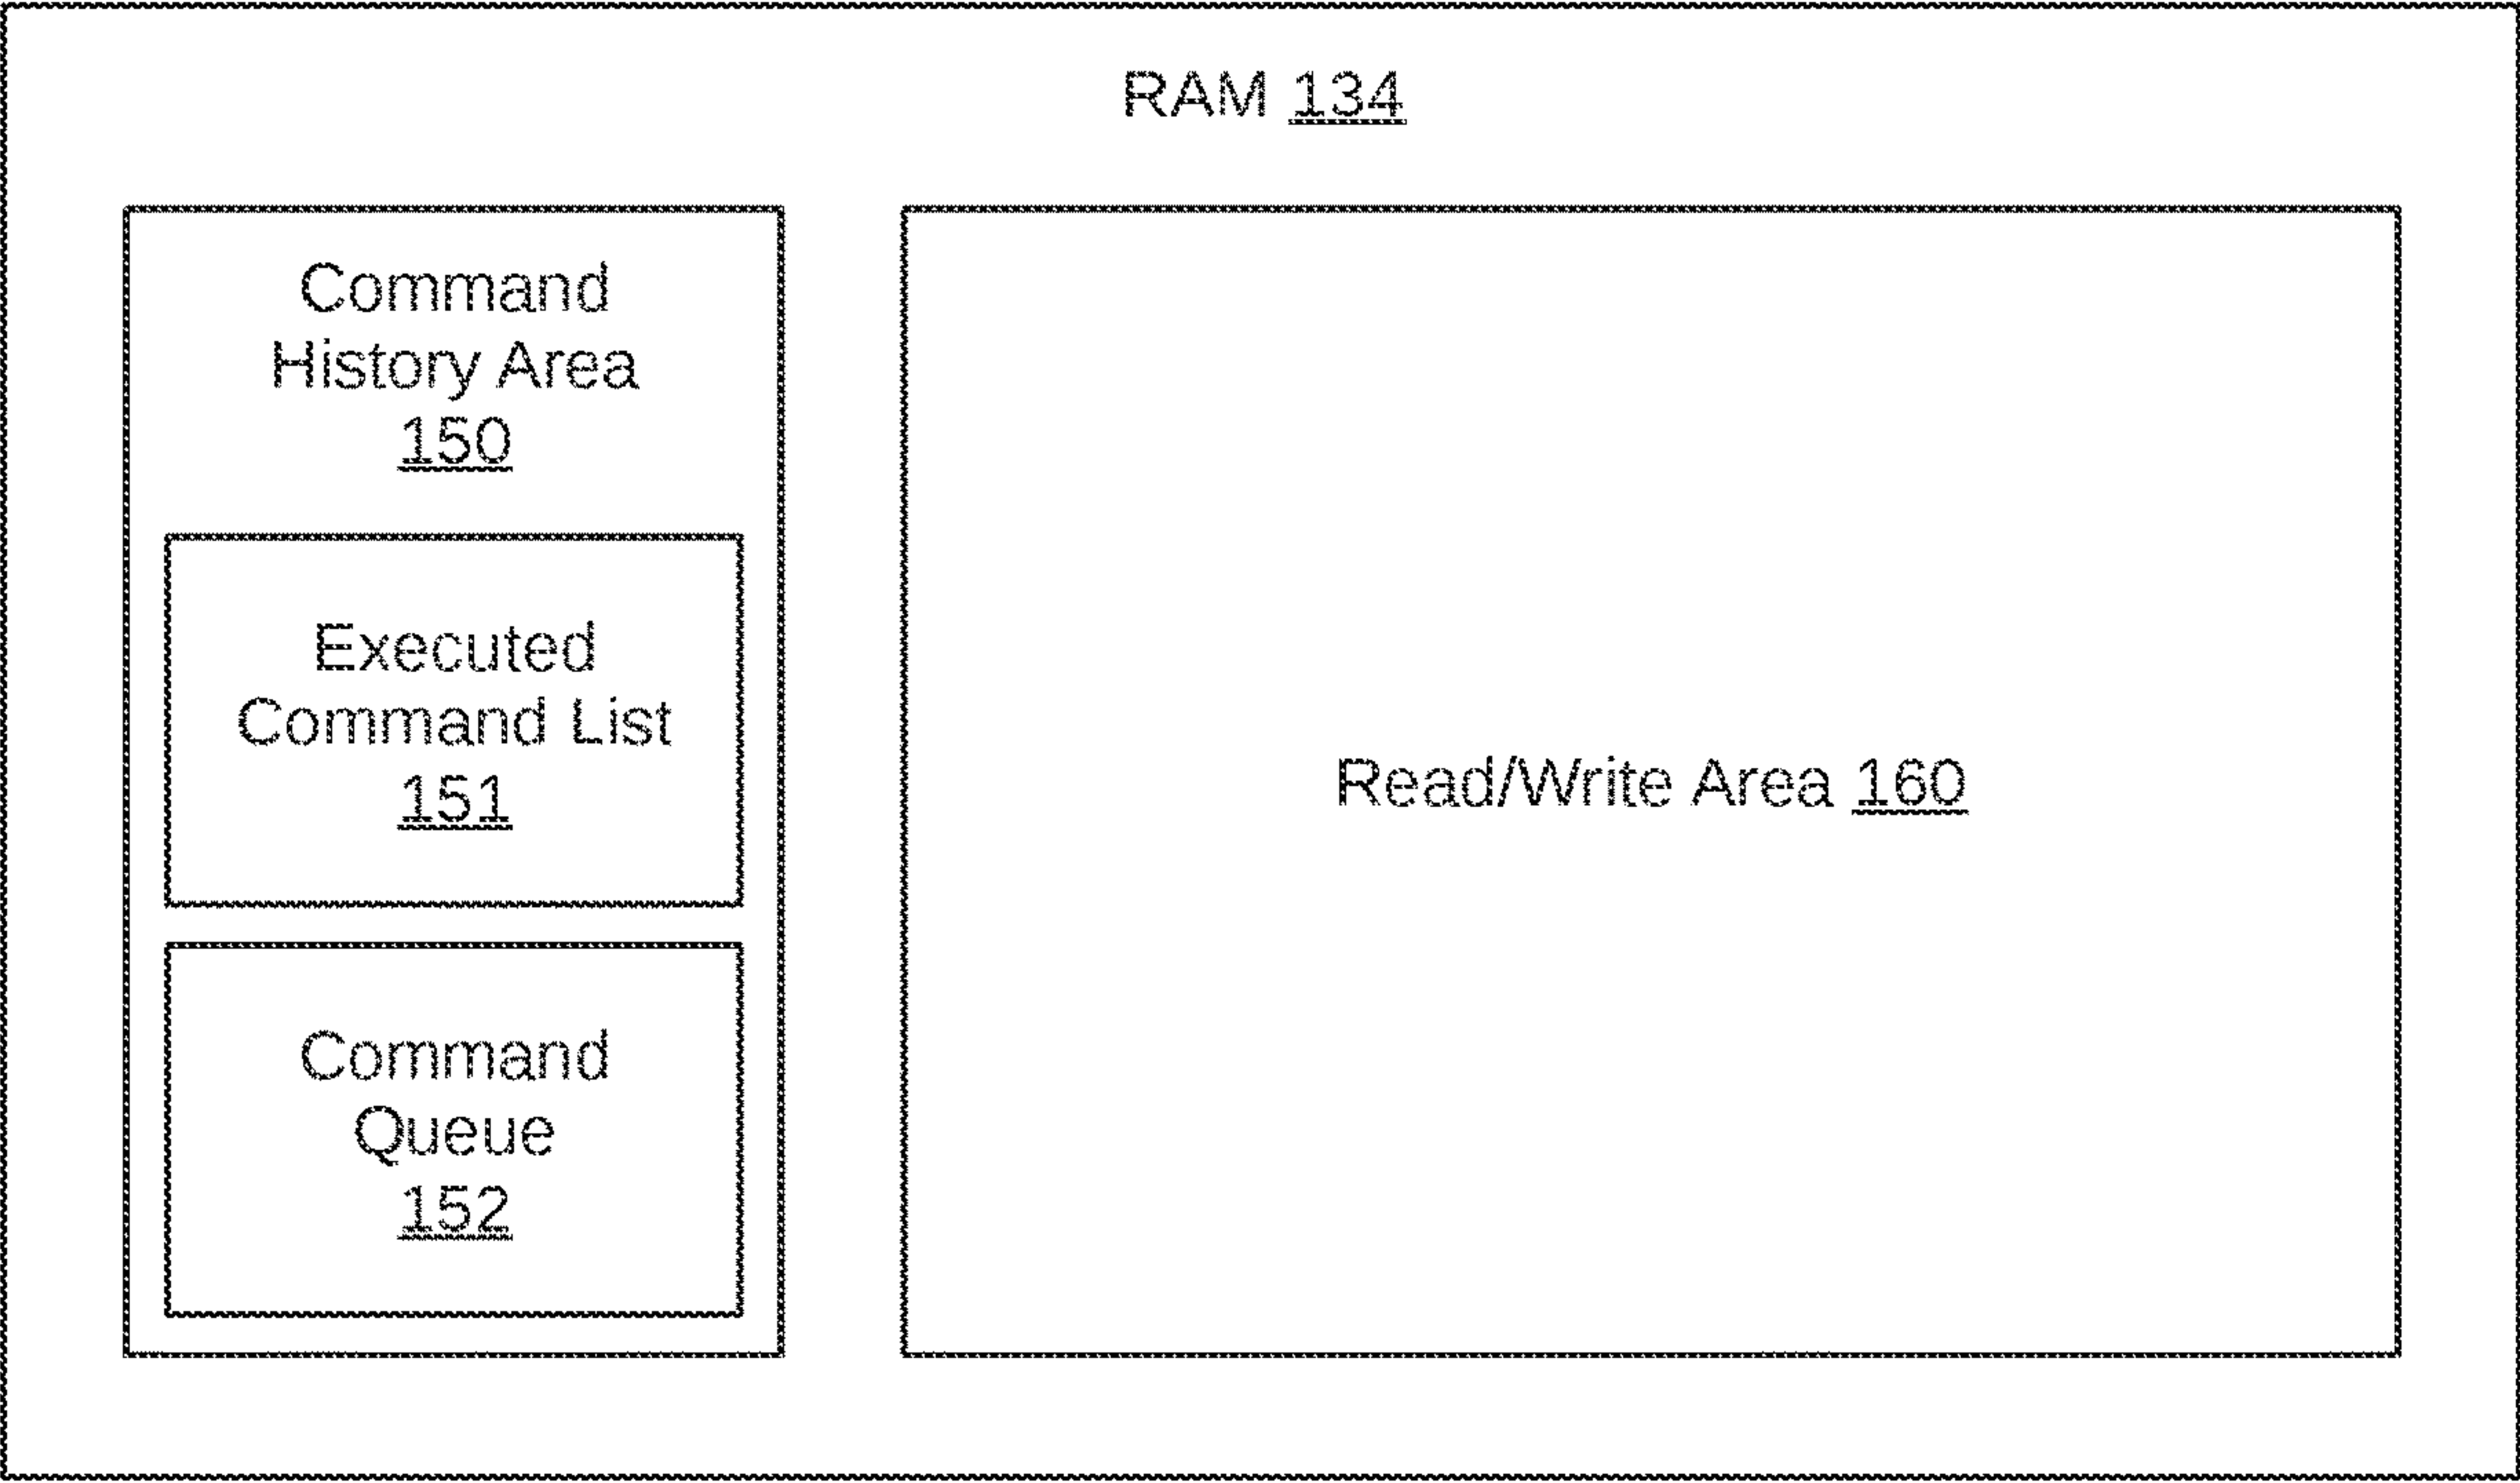 RAM 134
Command
History Area
150
Executed
Command List
151
Command
Queue
152
Read/Write Area 160